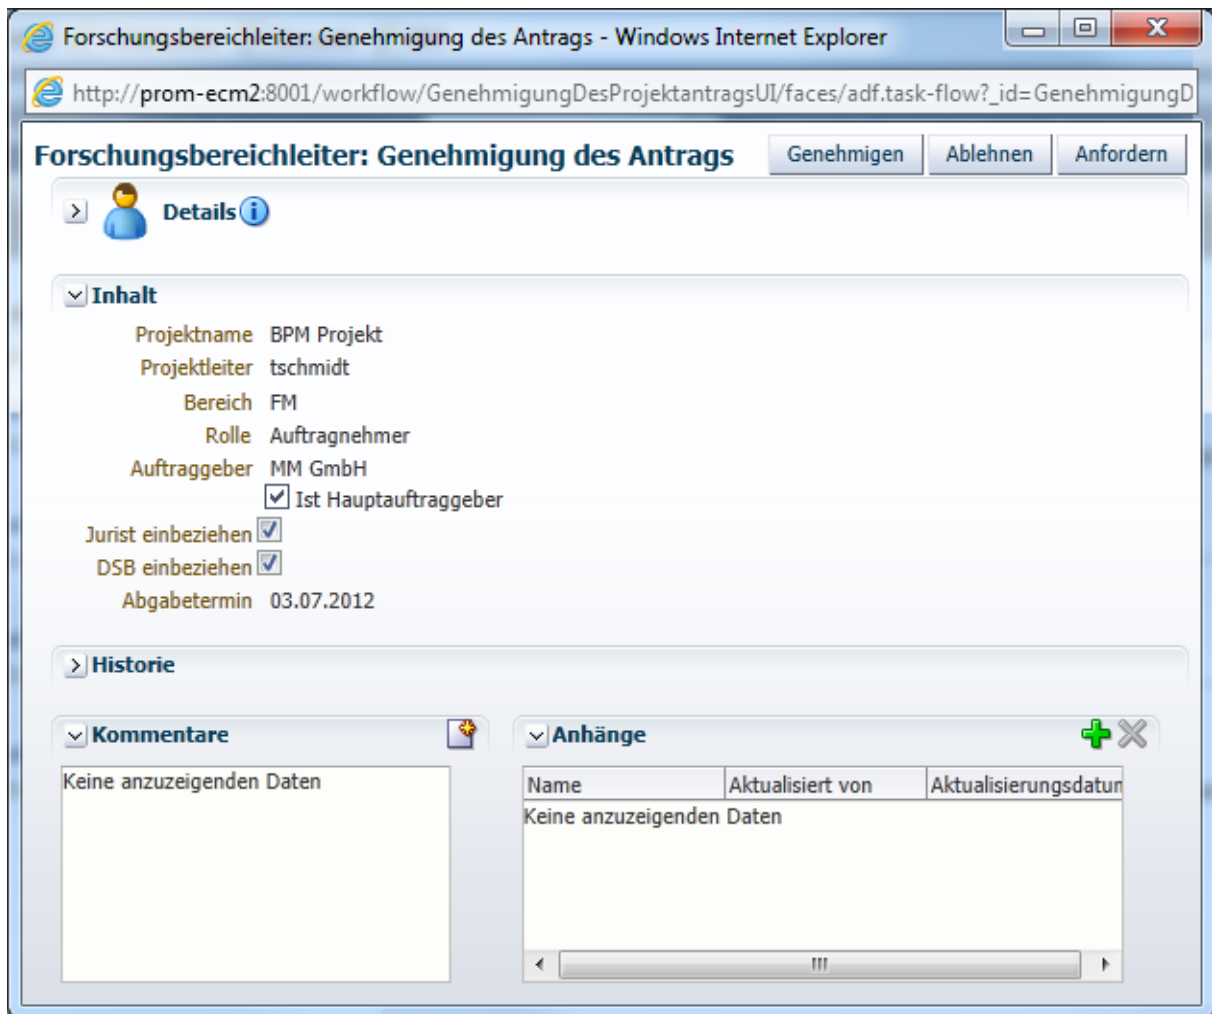 Forschungsbereichleiter: Genehmigung des Antrags - Windows Internet Explorer
http://prom-ecm2:8001/workflow/GenehmigungDesProjektantragsUI/faces/adf.task-flow?_id=GenehmigungD
Forschungsbereichleiter: Genehmigung des Antrags Genehmigen Ablehnen Anfordern
Details
Inhalt
Projektname BPM Projekt
Projektleiter tschmidt
Bereich FM
Rolle Auftragnehmer
Auftraggeber MM GmbH
Ist Hauptauftraggeber
Jurist einbeziehen
DSB einbeziehen
Abgabetermin 03.07.2012
Historie
Kommentare
Keine anzuzeigenden Daten
Anhänge
Name Aktualisiert von Aktualisierungsdatum
Keine anzuzeigenden Daten